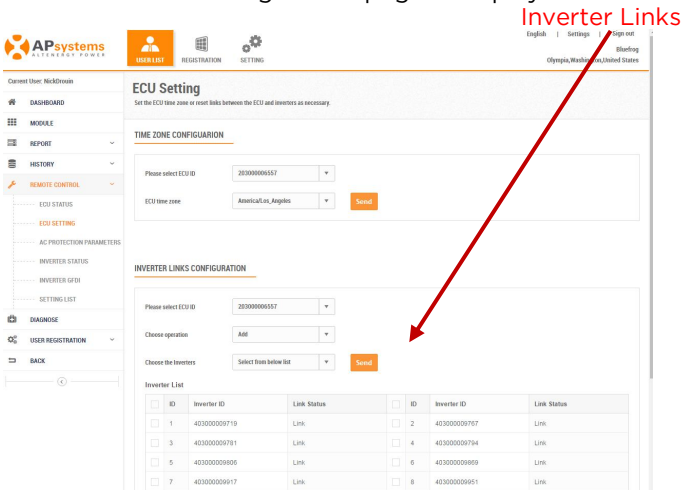 Inverter Links
English | Settings | Sign out
APsystems
ALTENERGY POWER
USER LIST REGISTRATION SETTING
Bluefrog
Olympia,Washington,United States
Current User: NickDrouin
DASHBOARD
MODULE
REPORT
HISTORY
REMOTE CONTROL
ECU STATUS
ECU SETTING
AC PROTECTION PARAMETERS
INVERTER STATUS
INVERTER GFDI
SETTING LIST
DIAGNOSE
USER REGISTRATION
BACK
ECU Setting
Set the ECU time zone or reset links between the ECU and inverters as necessary.
TIME ZONE CONFIGUARION
Please select ECU ID 203000006557
ECU time zone America/Los_Angeles Send
INVERTER LINKS CONFIGURATION
Please select ECU ID 203000006557
Choose operation Add
Choose the Inverters Select from below list Send
Inverter List
ID Inverter ID Link Status ID Inverter ID Link Status
1 403000009719 Link 2 403000009767 Link
3 403000009781 Link 4 403000009794 Link
5 403000009806 Link 6 403000009869 Link
7 403000009917 Link 8 403000009951 Link